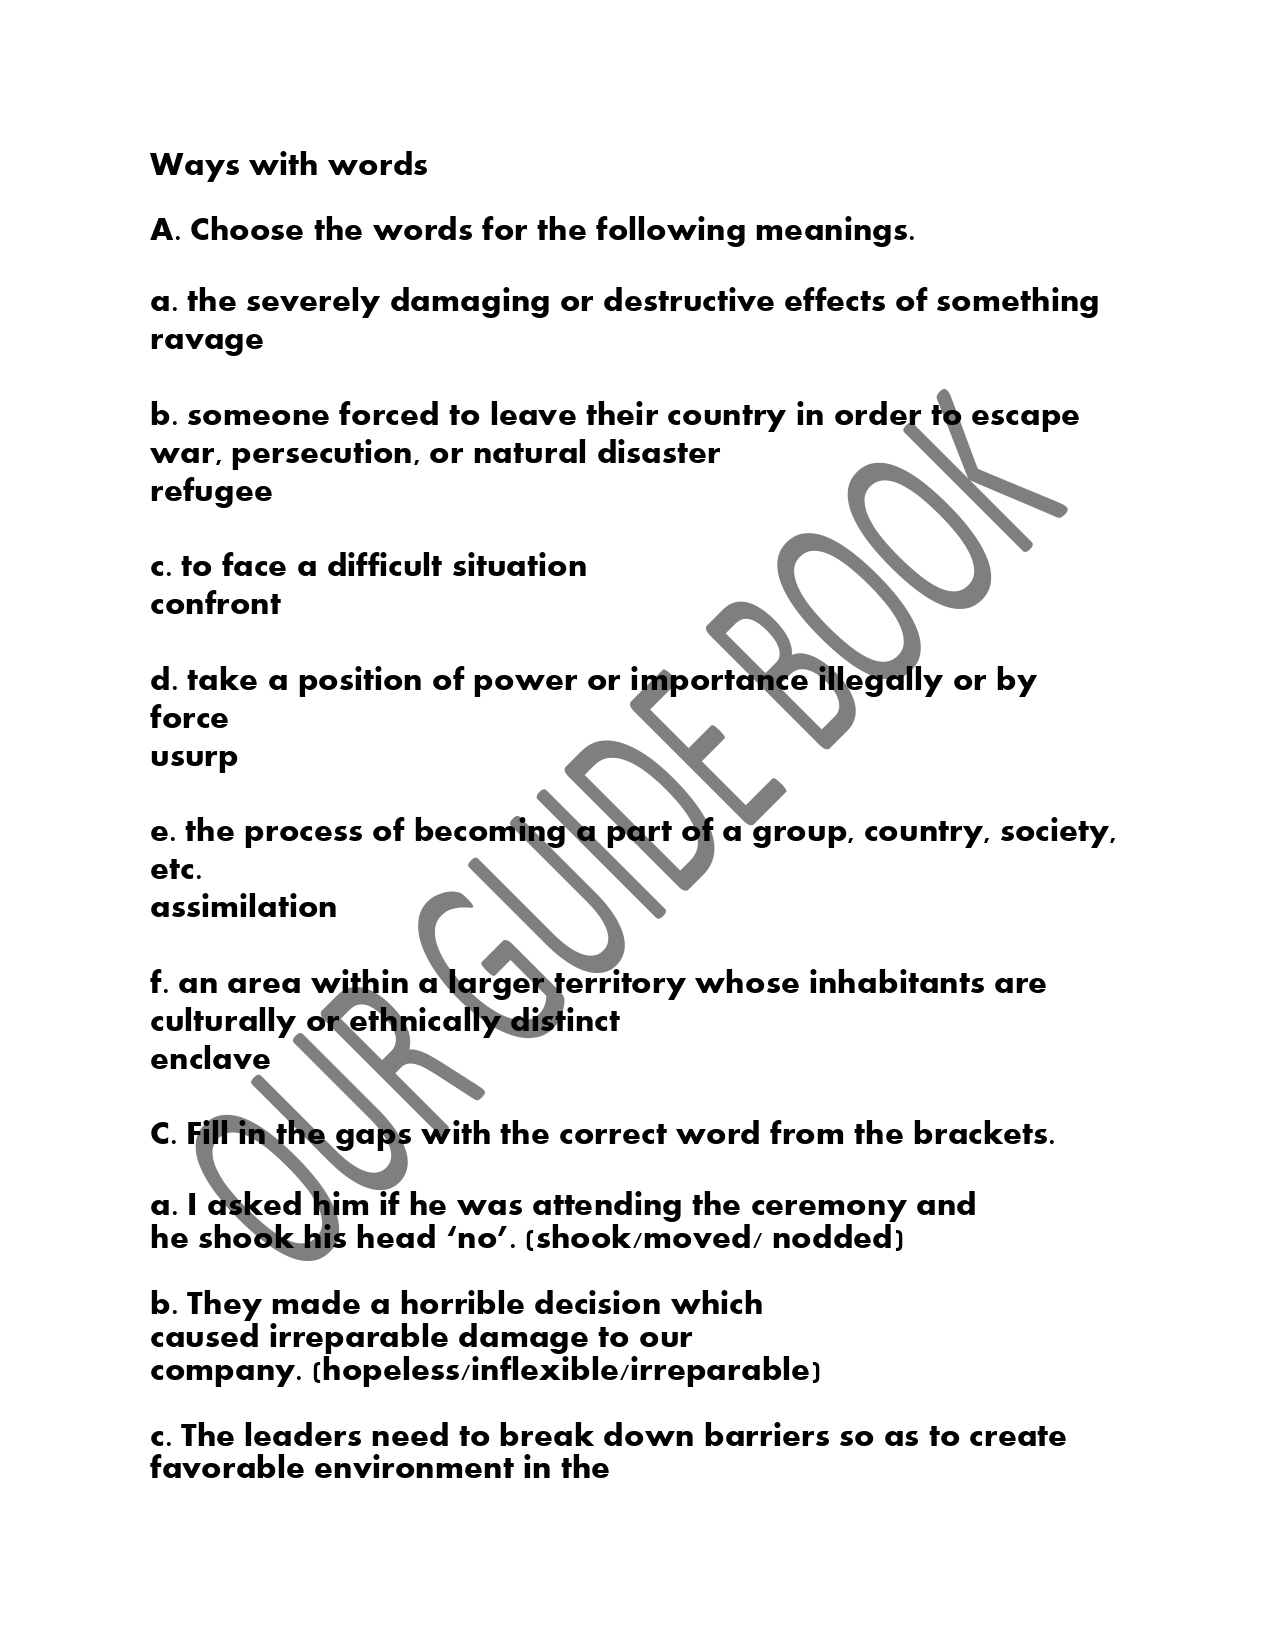 Ways with words
A. Choose the words for the following meanings.
a. the severely damaging or destructive effects of something
ravage
b. someone forced to leave their country in order to escape
war, persecution, or natural disaster
refugee
c. to face a difficult situation
confront
d. take a position of power or importance illegally or by
force
usurp
e. the process of becoming a part of a group, country, society,
etc.
assimilation
f. an area within a larger territory whose inhabitants are
culturally or ethnically distinct
enclave
C. Fill in the gaps with the correct word from the brackets.
a. I asked him if he was attending the ceremony and
he shook his head ‘no’. (shook/moved/ nodded)
b. They made a horrible decision which
caused irreparable damage to our
company. (hopeless/inflexible/irreparable)
c. The leaders need to break down barriers so as to create
favorable environment in the
OUR GUIDE BOOK